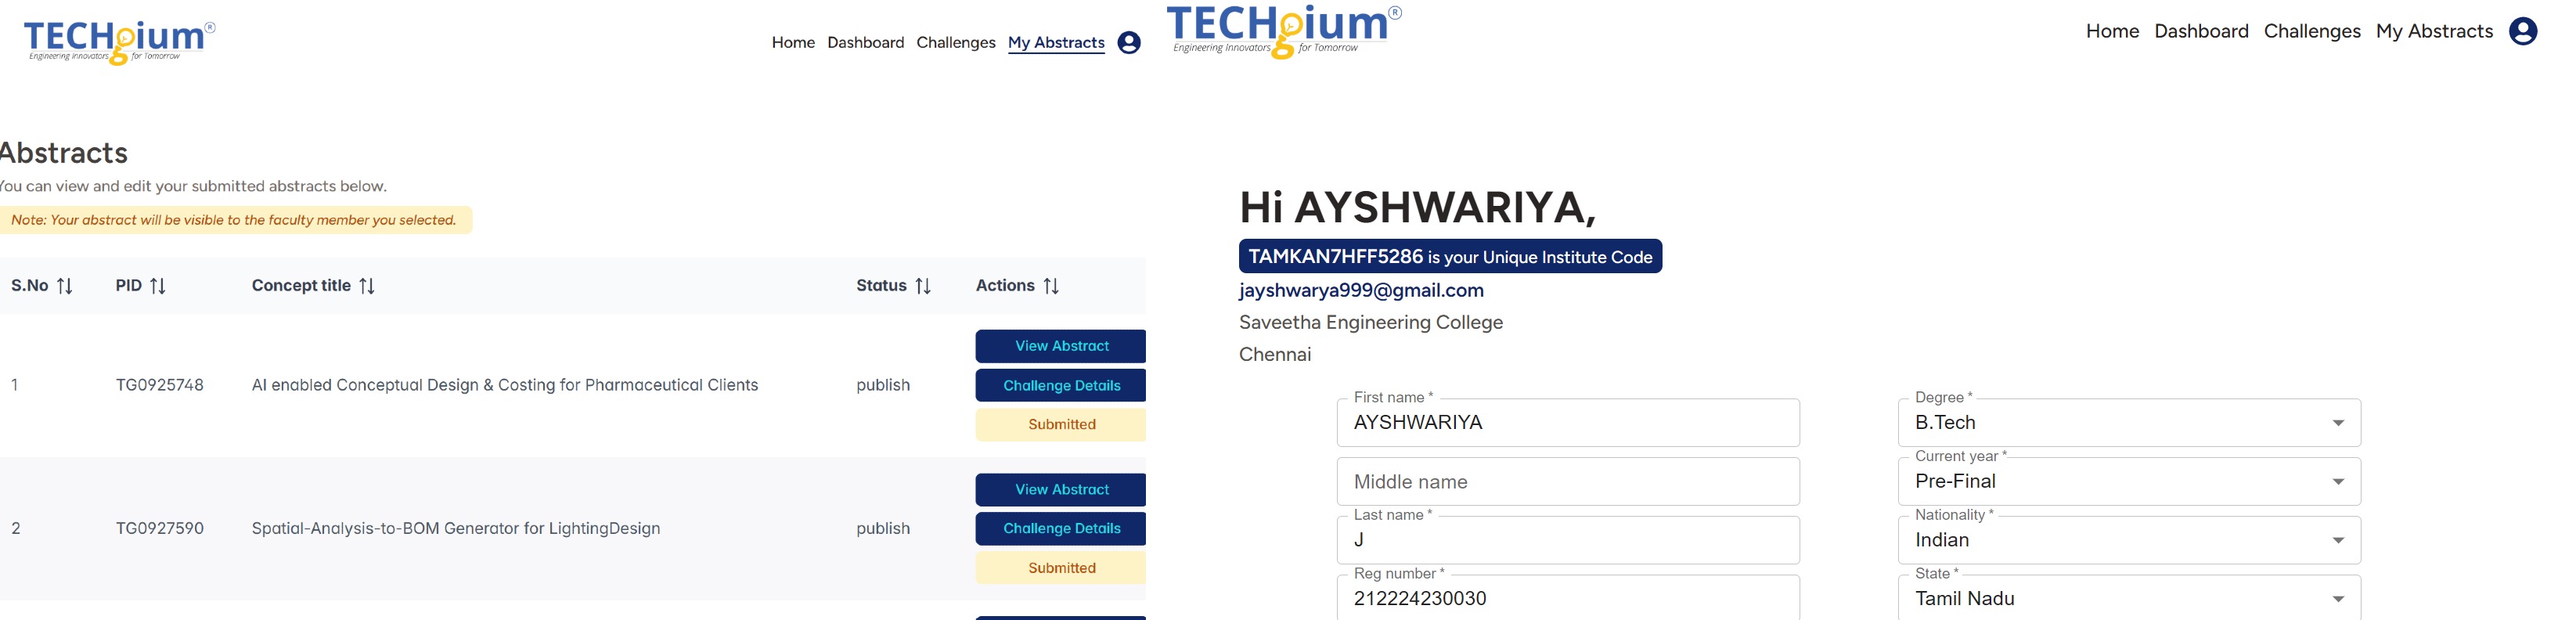 TECHgium®
Engineering Innovators for Tomorrow
Home Dashboard Challenges My Abstracts
Abstracts
You can view and edit your submitted abstracts below.
Note: Your abstract will be visible to the faculty member you selected.
S.No PID Concept title Status Actions
1 TG0925748 AI enabled Conceptual Design & Costing for Pharmaceutical Clients publish
View Abstract
Challenge Details
Submitted
2 TG0927590 Spatial-Analysis-to-BOM Generator for LightingDesign publish
View Abstract
Challenge Details
Submitted
TECHgium®
Engineering Innovators for Tomorrow
Home Dashboard Challenges My Abstracts
Hi AYSHWARIYA,
TAMKAN7HFF5286 is your Unique Institute Code
jayshwarya999@gmail.com
Saveetha Engineering College
Chennai
First name *
AYSHWARIYA
Middle name
Last name *
J
Reg number *
212224230030
Degree *
B.Tech
Current year *
Pre-Final
Nationality *
Indian
State *
Tamil Nadu